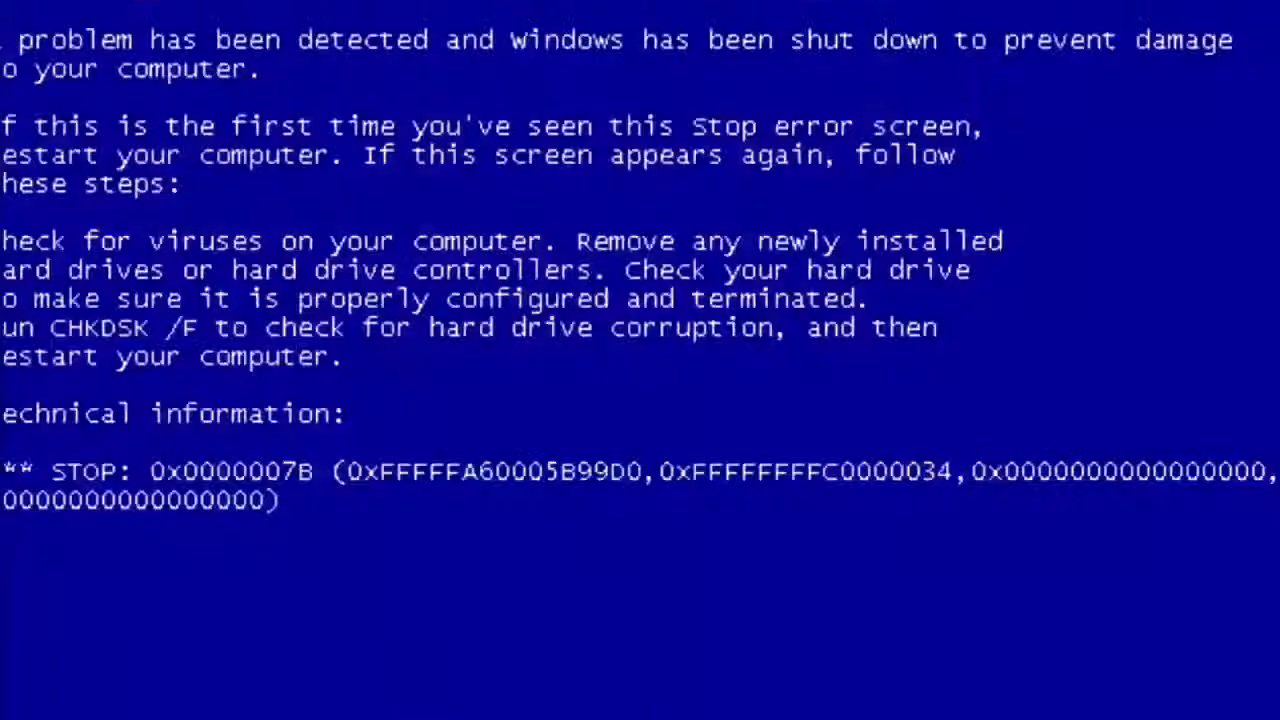 problem has been detected and Windows has been shut down to prevent damage
o your computer.
f this is the first time you've seen this Stop error screen,
estart your computer. If this screen appears again, follow
hese steps:
heck for viruses on your computer. Remove any newly installed
ard drives or hard drive controllers. Check your hard drive
o make sure it is properly configured and terminated.
un CHKDSK /F to check for hard drive corruption, and then
estart your computer.
echnical information:
** STOP: 0x0000007B (0xFFFFFA60005B99D0,0xFFFFFFFFC0000034,0x0000000000000000,
0000000000000000)